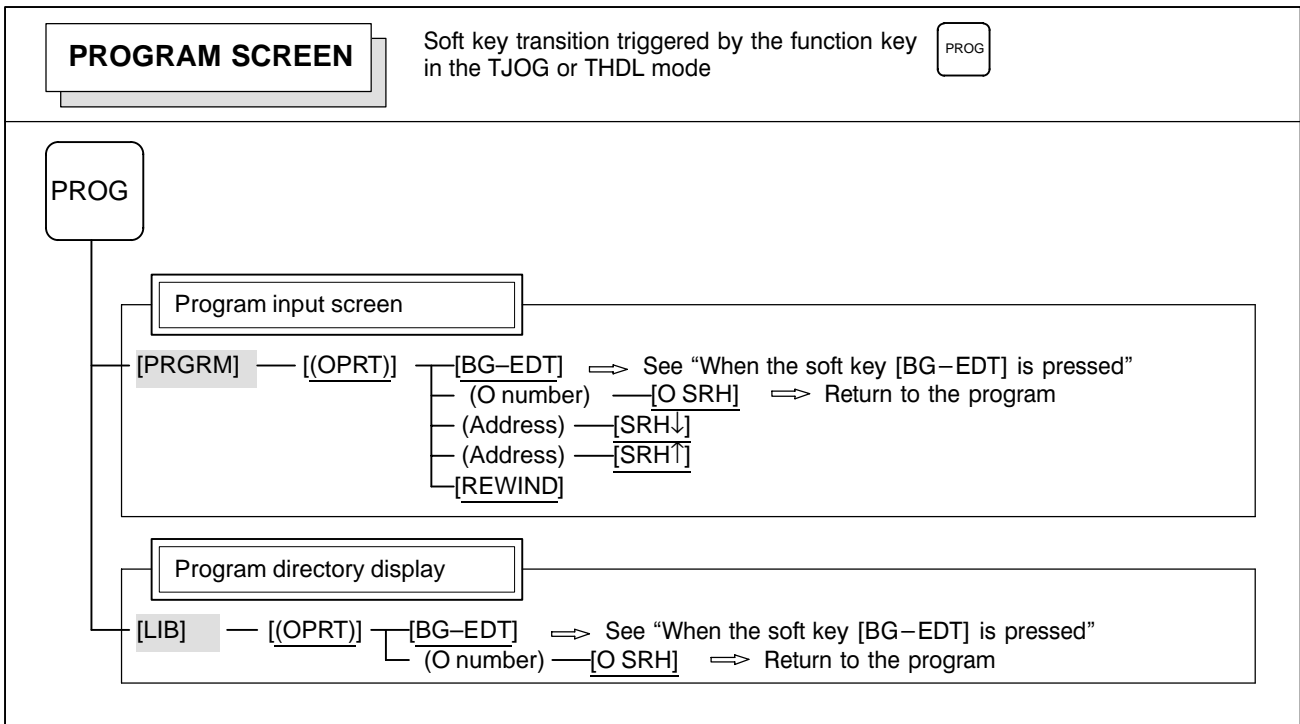 PROGRAM SCREEN
Soft key transition triggered by the function key PROG
in the TJOG or THDL mode
PROG
Program input screen
[PRGRM] [(OPRT)] [BG–EDT] ⇒ See “When the soft key [BG−EDT] is pressed”
(O number) [O SRH] ⇒ Return to the program
(Address) [SRH↓]
(Address) [SRH↑]
[REWIND]
Program directory display
[LIB] [(OPRT)] [BG–EDT] ⇒ See “When the soft key [BG−EDT] is pressed”
(O number) [O SRH] ⇒ Return to the program